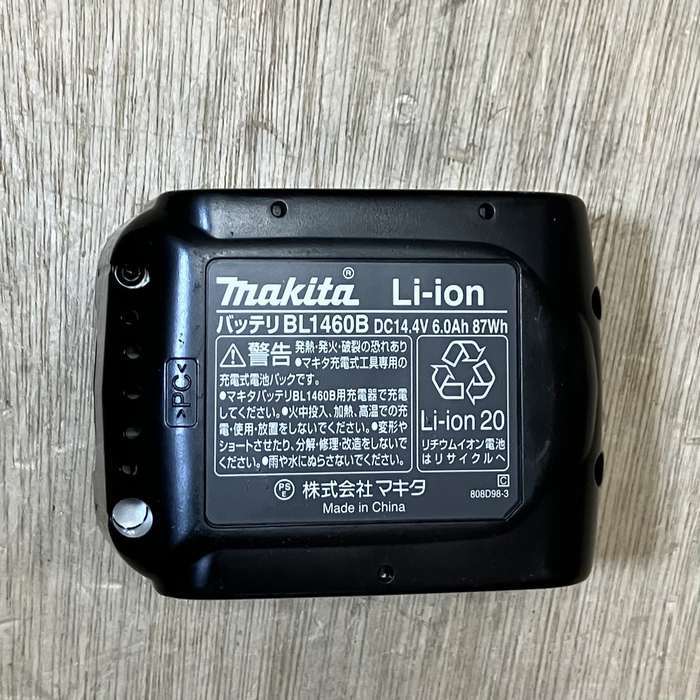 makita® Li-ion
バッテリ BL1460B DC14.4V 6.0Ah 87Wh
警告 発熱・発火・破裂の恐れあり
●マキタ充電式工具専用の
充電式電池パックです。
●マキタバッテリBL1460B用充電器で充電
してください。●火中投入、加熱、高温での充
電・使用・放置をしないでください。●変形や
ショートさせたり、分解・修理・改造をしないで
ください。●雨や水にぬらさないでください。
Li-ion 20
リチウムイオン電池
はリサイクルへ
PSE 株式会社マキタ
Made in China
C
808D98-3
>PC<